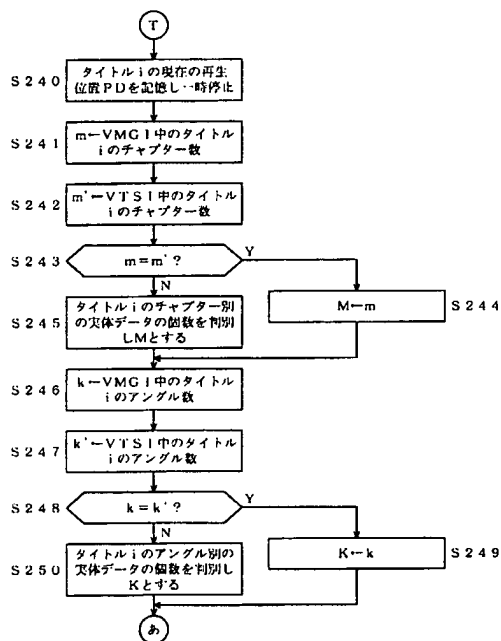 T
S240
タイトルiの現在の再生
位置PDを記憶し一時停止
S241
m←VMGI中のタイトル
iのチャプター数
S242
m'←VTSI中のタイトル
iのチャプター数
S243
m=m'?
Y
N
M←m
S244
S245
タイトルiのチャプター別
の実体データの個数を判別
しMとする
S246
k←VMGI中のタイトル
iのアングル数
S247
k'←VTSI中のタイトル
iのアングル数
S248
k=k'?
Y
N
K←k
S249
S250
タイトルiのアングル別の
実体データの個数を判別し
Kとする
あ